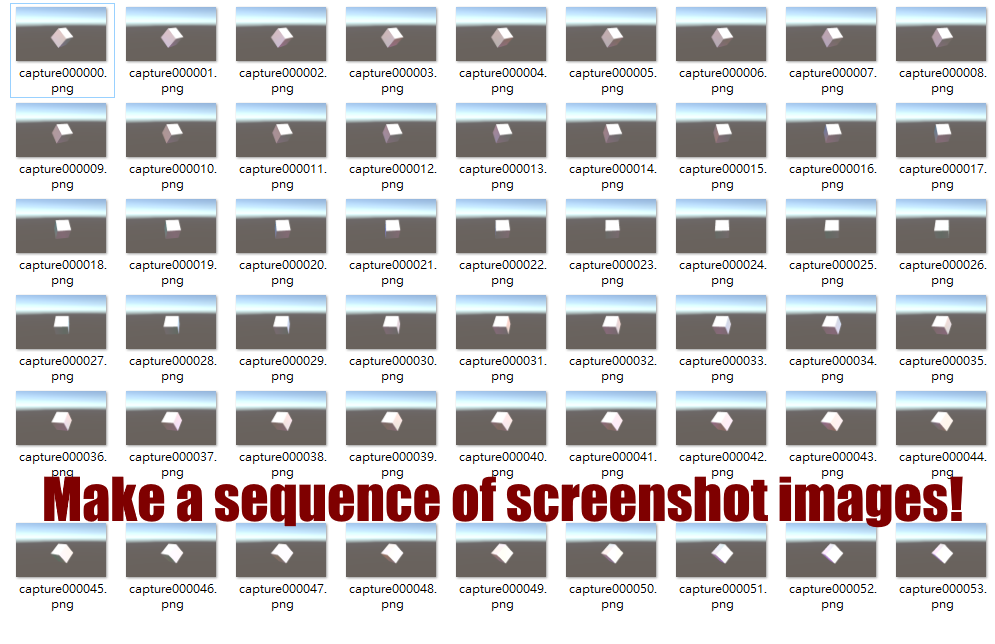 capture000000. capture000001. capture000002. capture000003. capture000004. capture000005. capture000006. capture000007. capture000008.
png png png png png png png png png
capture000009. capture000010. capture000011. capture000012. capture000013. capture000014. capture000015. capture000016. capture000017.
png png png png png png png png png
capture000018. capture000019. capture000020. capture000021. capture000022. capture000023. capture000024. capture000025. capture000026.
png png png png png png png png png
capture000027. capture000028. capture000029. capture000030. capture000031. capture000032. capture000033. capture000034. capture000035.
png png png png png png png png png
capture000036. capture000037. capture000038. capture000039. capture000040. capture000041. capture000042. capture000043. capture000044.
png png png png png png png png png
Make a sequence of screenshot images!
capture000045. capture000046. capture000047. capture000048. capture000049. capture000050. capture000051. capture000052. capture000053.
png png png png png png png png png